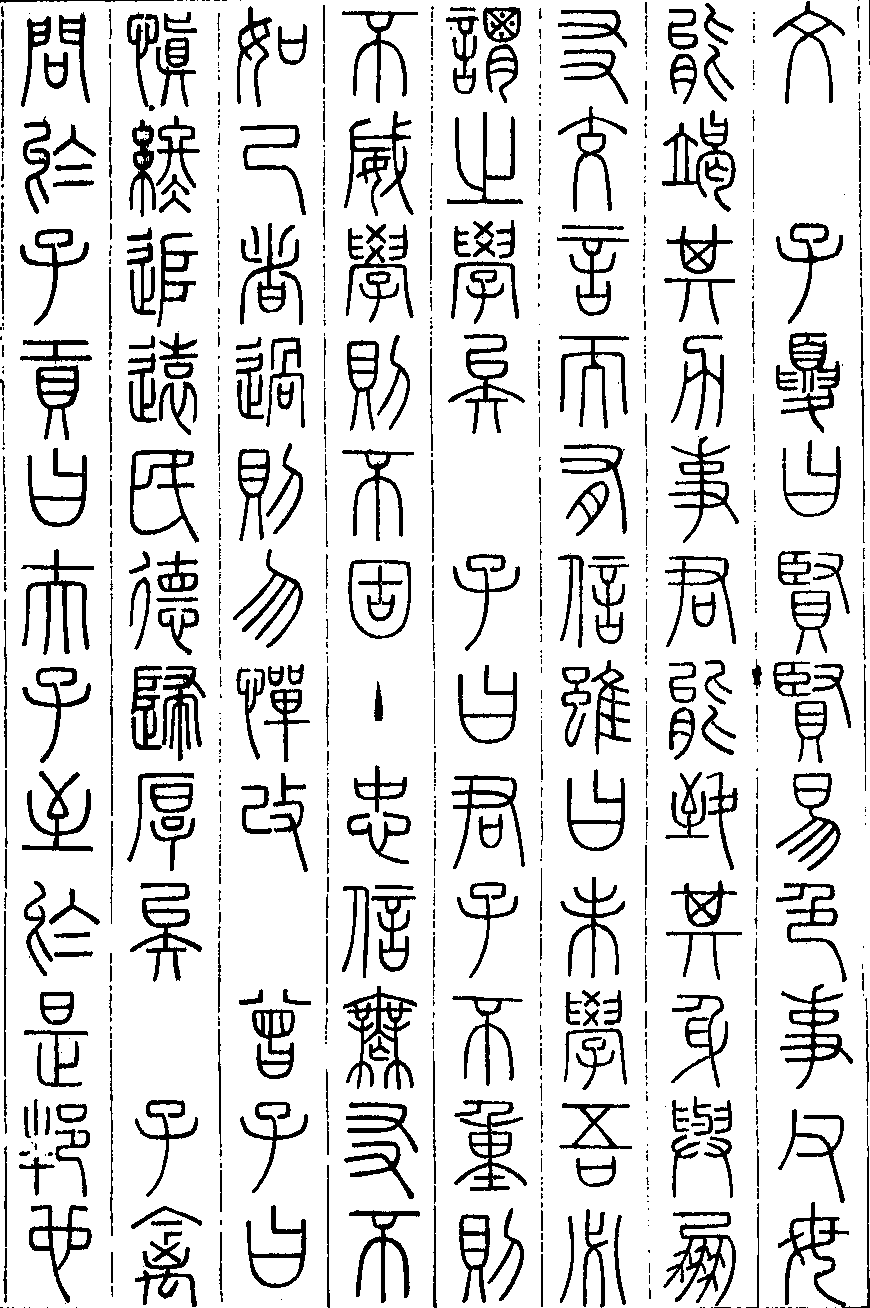 文 子夏曰賢賢易色事父母
能竭其力事君能致其身與朋
友交言而有信雖曰未學吾必
謂之學矣 子曰君子不重則
不威學則不固主忠信無友不
如己者過則勿憚改 曾子曰
慎終追遠民德歸厚矣 子禽
問於子貢曰夫子至於是邦也